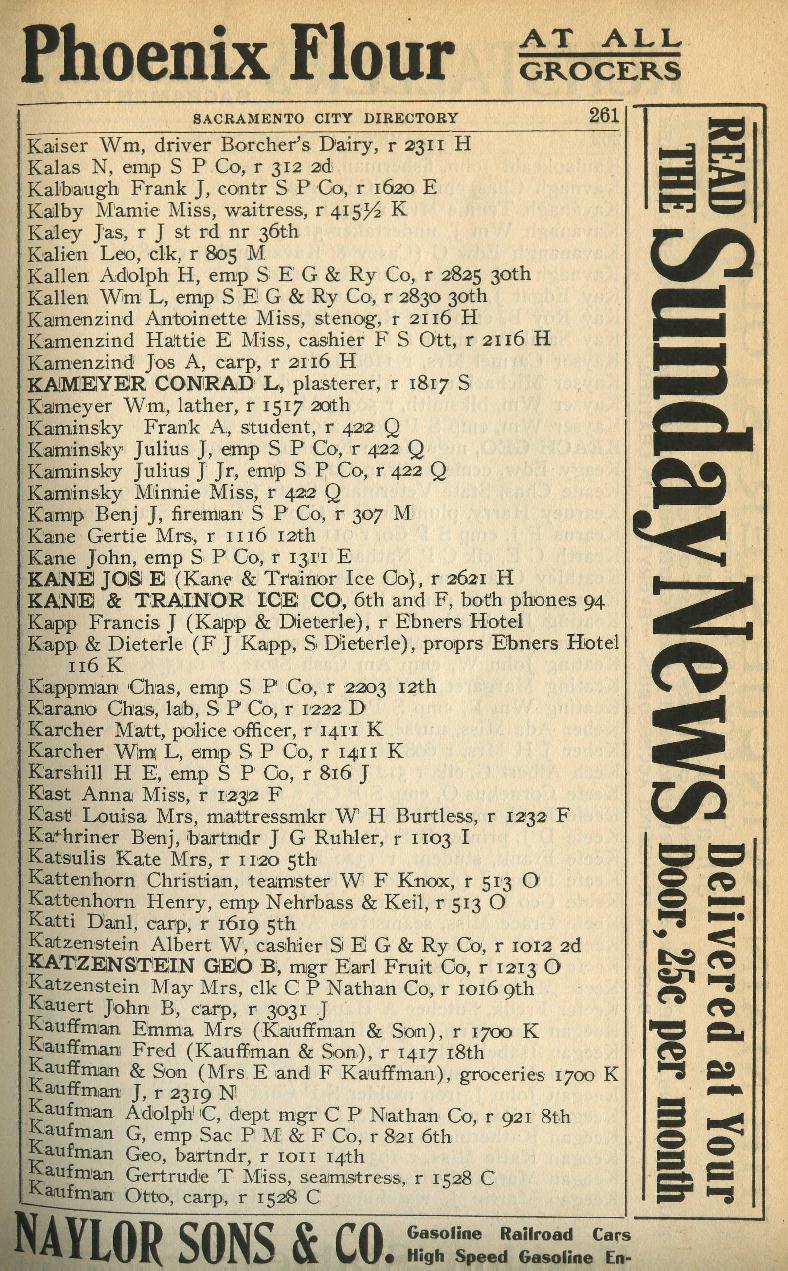 Phoenix Flour
AT ALL
GROCERS
SACRAMENTO CITY DIRECTORY 261
Kaiser Wm, driver Borcher's Dairy, r 2311 H
Kalas N, emp S P Co, r 312 2d
Kalbaugh Frank J, contr S P Co, r 1620 E
Kalby Mamie Miss, waitress, r 415½ K
Kaley Jas, r J st rd nr 36th
Kalien Leo, clk, r 805 M
Kallen Adolph H, emp S E G & Ry Co, r 2825 30th
Kallen Wm L, emp S E G & Ry Co, r 2830 30th
Kamenzind Antoinette Miss, stenog, r 2116 H
Kamenzind Hattie E Miss, cashier F S Ott, r 2116 H
Kamenzind Jos A, carp, r 2116 H
KAMEYER CONRAD L, plasterer, r 1817 S
Kameyer Wm, lather, r 1517 20th
Kaminsky Frank A, student, r 422 Q
Kaminsky Julius J, emp S P Co, r 422 Q
Kaminsky Julius J Jr, emp S P Co, r 422 Q
Kaminsky Minnie Miss, r 422 Q
Kamp Benj J, fireman S P Co, r 307 M
Kane Gertie Mrs, r 1116 12th
Kane John, emp S P Co, r 1311 E
KANE JOS E (Kane & Trainor Ice Co), r 2621 H
KANE & TRAINOR ICE CO, 6th and F, both phones 94
Kapp Francis J (Kapp & Dieterle), r Ebners Hotel
Kapp & Dieterle (F J Kapp, S Dieterle), proprs Ebners Hotel
116 K
Kappman Chas, emp S P Co, r 2203 12th
Karano Chas, lab, S P Co, r 1222 D
Karcher Matt, police officer, r 1411 K
Karcher Wm L, emp S P Co, r 1411 K
Karshill H E, emp S P Co, r 816 J
Kast Anna Miss, r 1232 F
Kast Louisa Mrs, mattressmkr W H Burtless, r 1232 F
Kathriner Benj, bartndr J G Ruhler, r 1103 I
Katsulis Kate Mrs, r 1120 5th
Kattenhorn Christian, teamster W F Knox, r 513 O
Kattenhorn Henry, emp Nehrbass & Keil, r 513 O
Katti Danl, carp, r 1619 5th
Katzenstein Albert W, cashier S E G & Ry Co, r 1012 2d
KATZENSTEIN GEO B, mgr Earl Fruit Co, r 1213 O
Katzenstein May Mrs, clk C P Nathan Co, r 1016 9th
Kauert John B, carp, r 3031 J
Kauffman Emma Mrs (Kauffman & Son), r 1700 K
Kauffman Fred (Kauffman & Son), r 1417 18th
Kauffman & Son (Mrs E and F Kauffman), groceries 1700 K
Kauffman J, r 2319 N
Kaufman Adolph C, dept mgr C P Nathan Co, r 921 8th
Kaufman G, emp Sac P M & F Co, r 821 6th
Kaufman Geo, bartndr, r 1011 14th
Kaufman Gertrude T Miss, seamstress, r 1528 C
Kaufman Otto, carp, r 1528 C
READ
THE
Sunday News
Delivered at Your
Door, 25c per month
NAYLOR SONS & CO.
Gasoline Railroad Cars
High Speed Gasoline En-